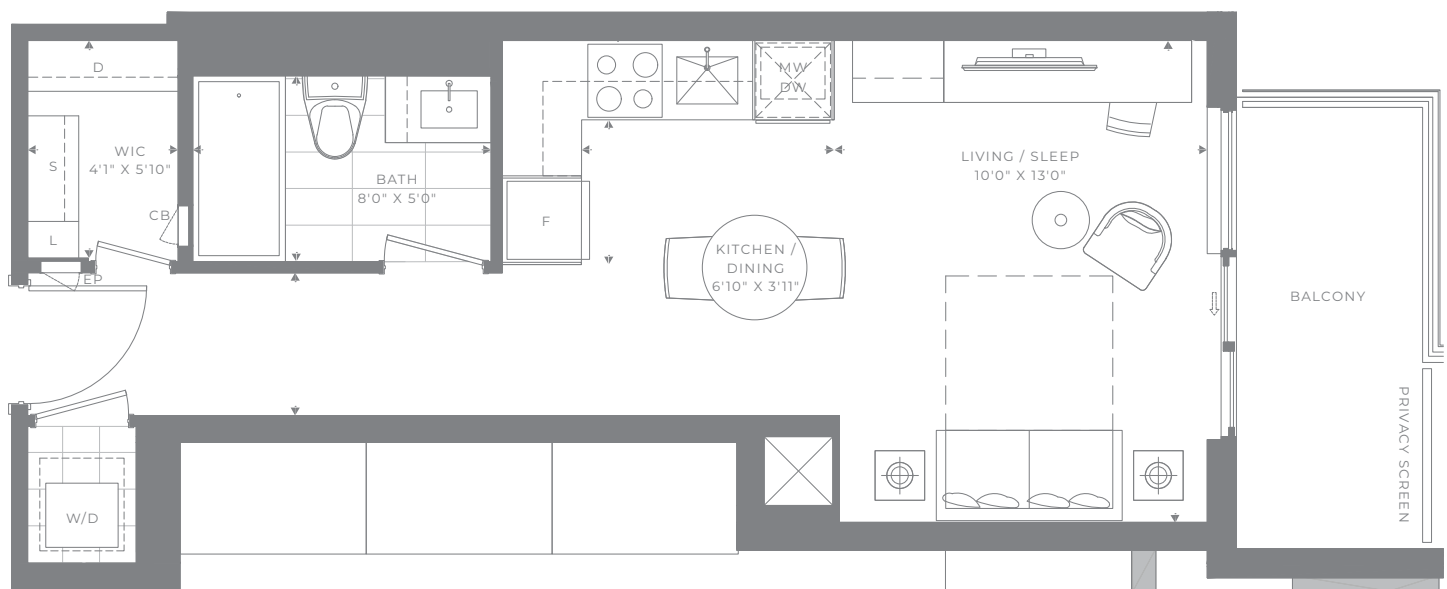 D
S
WIC
4'1" X 5'10"
CB
L
EP
BATH
8'0" X 5'0"
MW
DW
F
KITCHEN /
DINING
6'10" X 3'11"
LIVING / SLEEP
10'0" X 13'0"
BALCONY
PRIVACY SCREEN
W/D